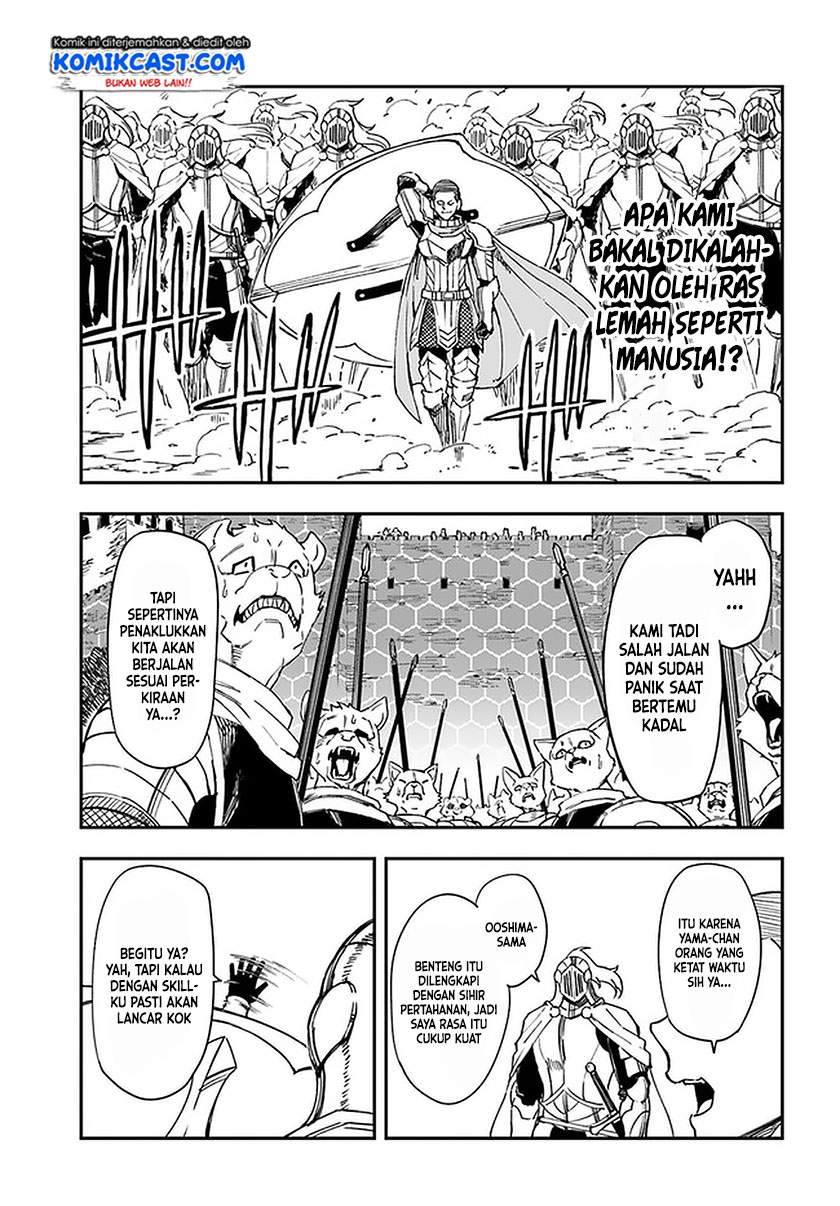 Komik ini diterjemahkan & diedit oleh
KOMIKCAST.COM
BUKAN WEB LAIN!!
APA KAMI
BAKAL DIKALAH-
KAN OLEH RAS
LEMAH SEPERTI
MANUSIA!?
YAHH
...
KAMI TADI
SALAH JALAN
DAN SUDAH
PANIK SAAT
BERTEMU
KADAL
TAPI
SEPERTINYA
PENAKLUKKAN
KITA AKAN
BERJALAN
SESUAI PER-
KIRAAN
YA...?
ITU KARENA
YAMA-CHAN
ORANG YANG
KETAT WAKTU
SIH YA...
OOSHIMA-
SAMA
BENTENG ITU
DILENGKAPI
DENGAN SIHIR
PERTAHANAN, JADI
SAYA RASA ITU
CUKUP KUAT
BEGITU YA?
YAH, TAPI KALAU
DENGAN SKILL-
KU PASTI AKAN
LANCAR KOK